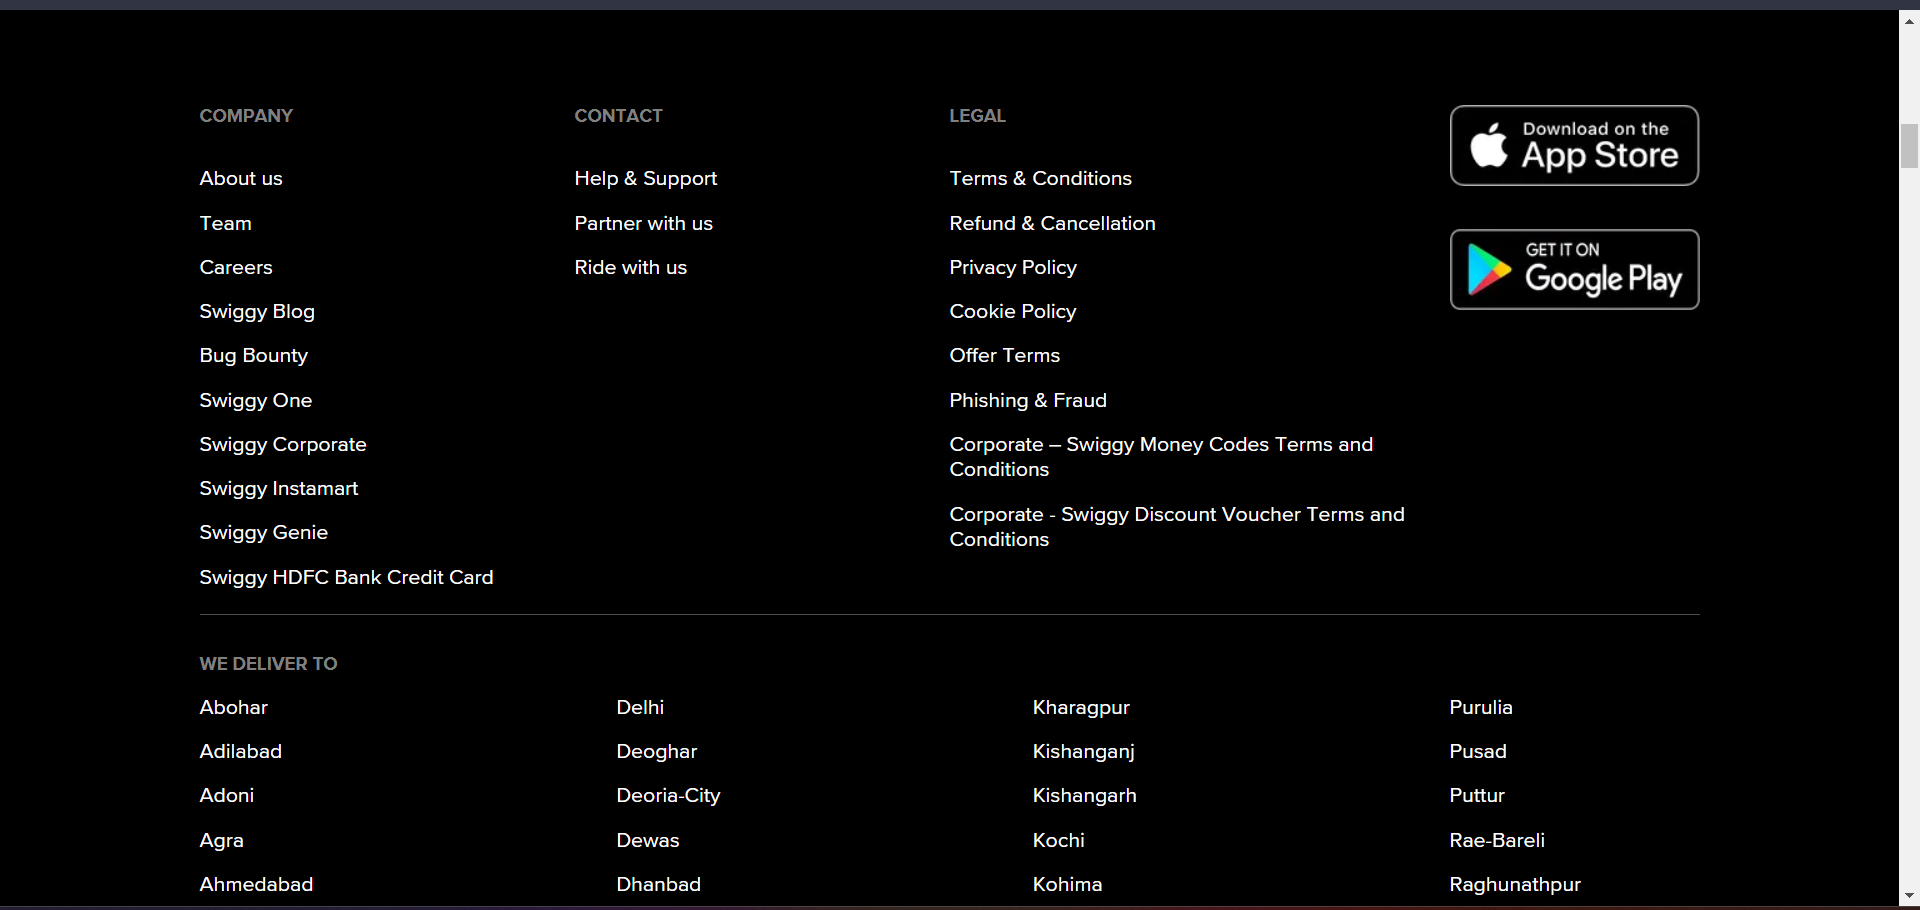 COMPANY
About us
Team
Careers
Swiggy Blog
Bug Bounty
Swiggy One
Swiggy Corporate
Swiggy Instamart
Swiggy Genie
Swiggy HDFC Bank Credit Card
CONTACT
Help & Support
Partner with us
Ride with us
LEGAL
Terms & Conditions
Refund & Cancellation
Privacy Policy
Cookie Policy
Offer Terms
Phishing & Fraud
Corporate – Swiggy Money Codes Terms and
Conditions
Corporate - Swiggy Discount Voucher Terms and
Conditions
Download on the
App Store
GET IT ON
Google Play
WE DELIVER TO
Abohar
Delhi
Kharagpur
Purulia
Adilabad
Deoghar
Kishanganj
Pusad
Adoni
Deoria-City
Kishangarh
Puttur
Agra
Dewas
Kochi
Rae-Bareli
Ahmedabad
Dhanbad
Kohima
Raghunathpur